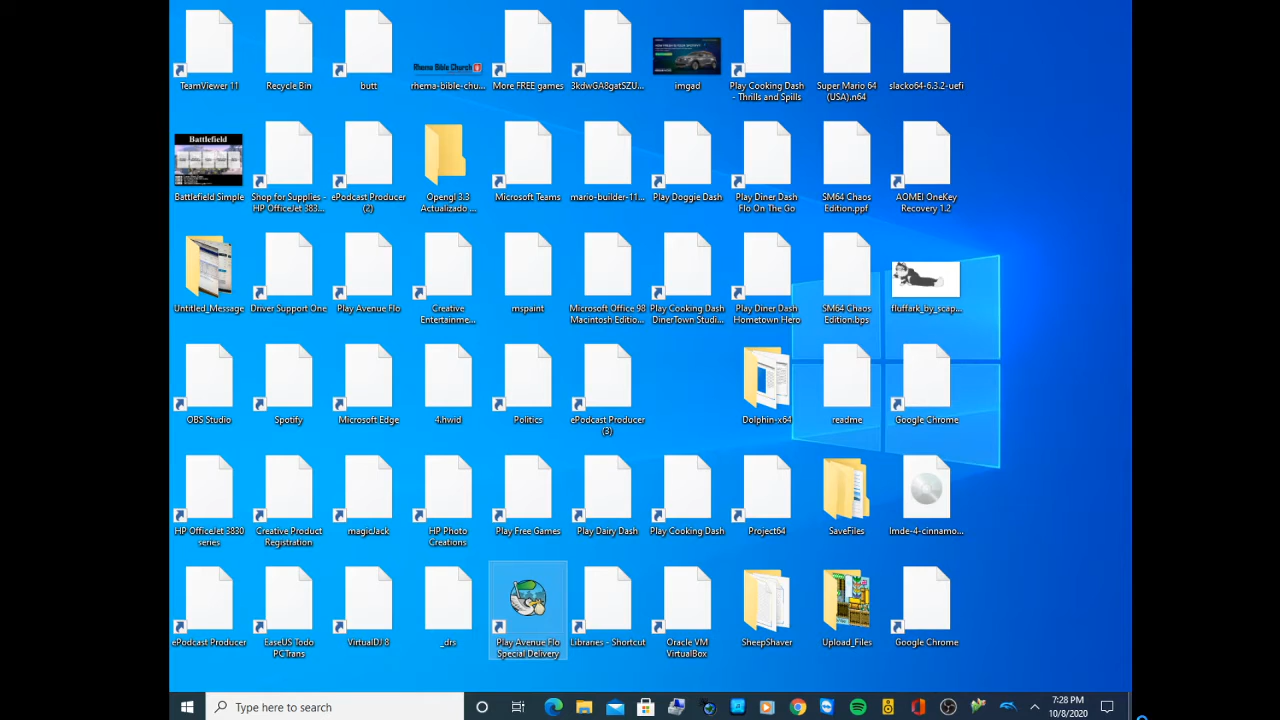 TeamViewer 11
Recycle Bin
butt
rhema-bible-chu...
More FREE games
3kdwGA8gatSZU...
imgad
Play Cooking Dash
- Thrills and Spills
Super Mario 64
(USA).n64
slacko64-6.3.2-uefi
Battlefield Simple
Shop for Supplies -
HP OfficeJet 383...
ePodcast Producer
(2)
Opengl 3.3
Actualizado ...
Microsoft Teams
mario-builder-11...
Play Doggie Dash
Play Diner Dash
Flo On The Go
SM64 Chaos
Edition.ppf
AOMEI OneKey
Recovery 1.2
Untitled_Message
Driver Support One
Play Avenue Flo
Creative
Entertainme...
mspaint
Microsoft Office 98
Macintosh Editio...
Play Cooking Dash
DinerTown Studi...
Play Diner Dash
Hometown Hero
SM64 Chaos
Edition.bps
fluffark_by_scap...
OBS Studio
Spotify
Microsoft Edge
4.hwid
Politics
ePodcast Producer
(3)
Dolphin-x64
readme
Google Chrome
HP OfficeJet 3830
series
Creative Product
Registration
magicJack
HP Photo
Creations
Play Free Games
Play Dairy Dash
Play Cooking Dash
Project64
SaveFiles
lmde-4-cinnamo...
ePodcast Producer
EaseUS Todo
PCTrans
VirtualDJ 8
_drs
Play Avenue Flo
Special Delivery
Libraries - Shortcut
Oracle VM
VirtualBox
SheepShaver
Upload_Files
Google Chrome
Rhema Bible Church
Battlefield
Type here to search
7:28 PM
10/8/2020